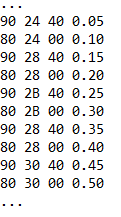 ...
90 24 40 0.05
80 24 00 0.10
90 28 40 0.15
80 28 00 0.20
90 2B 40 0.25
80 2B 00 0.30
90 28 40 0.35
80 28 00 0.40
90 30 40 0.45
80 30 00 0.50
...